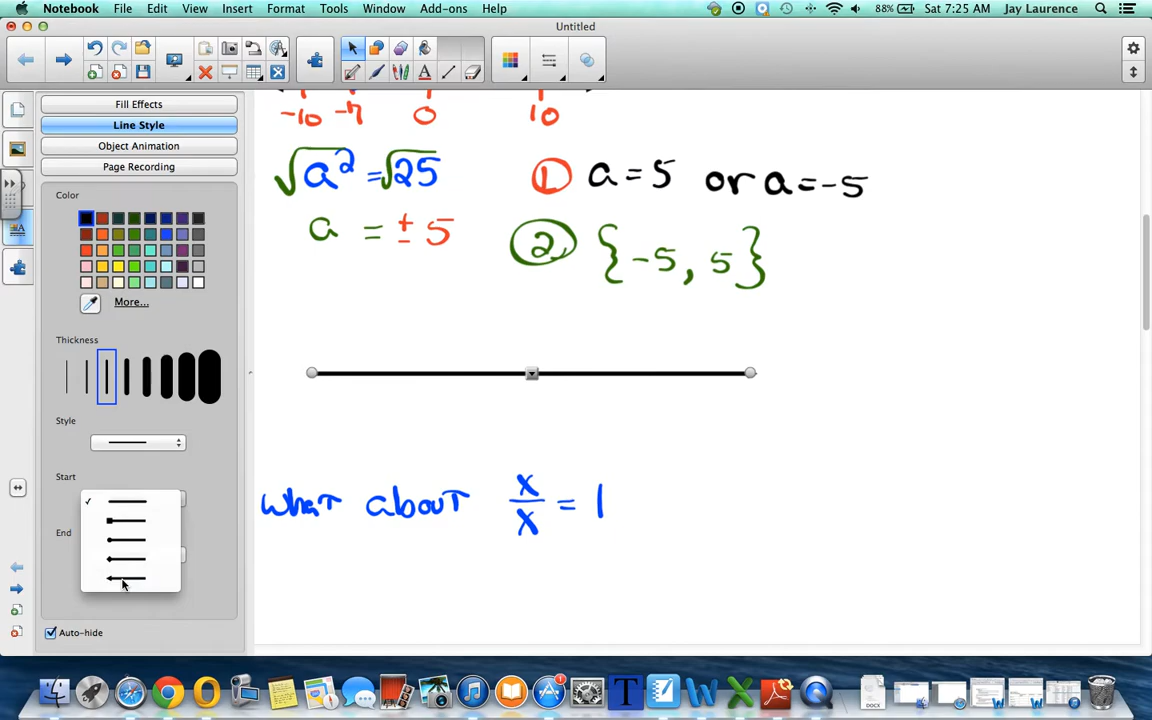 Notebook File Edit View Insert Format Tools Window Add-ons Help 88% Sat 7:25 AM Jay Laurence
Untitled
Fill Effects
Line Style
Object Animation
Page Recording
Color
More...
Thickness
Style
Start
End
Auto-hide
-10 -7 0 10
√a² = √25 ① a = 5 or a = -5
a = ± 5 ②. {-5, 5}
what about x/x = 1
1
DOCX